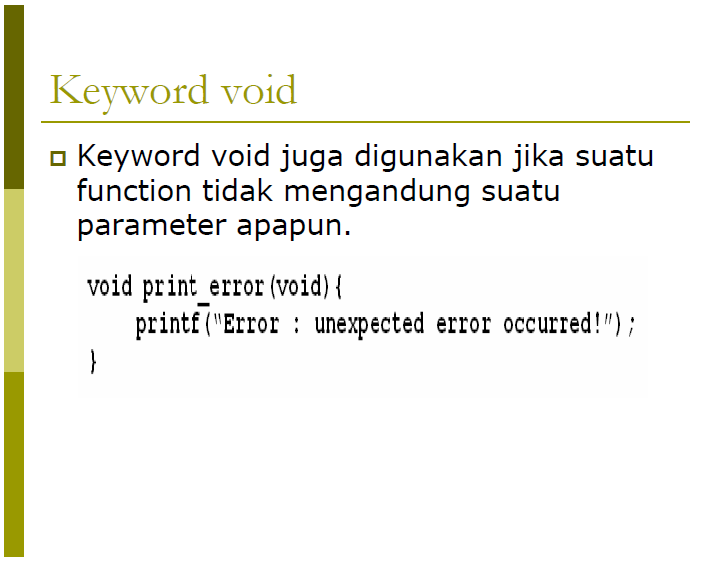 Keyword void
Keyword void juga digunakan jika suatu
function tidak mengandung suatu
parameter apapun.
void print_error(void){
printf(“Error : unexpected error occurred!”);
}